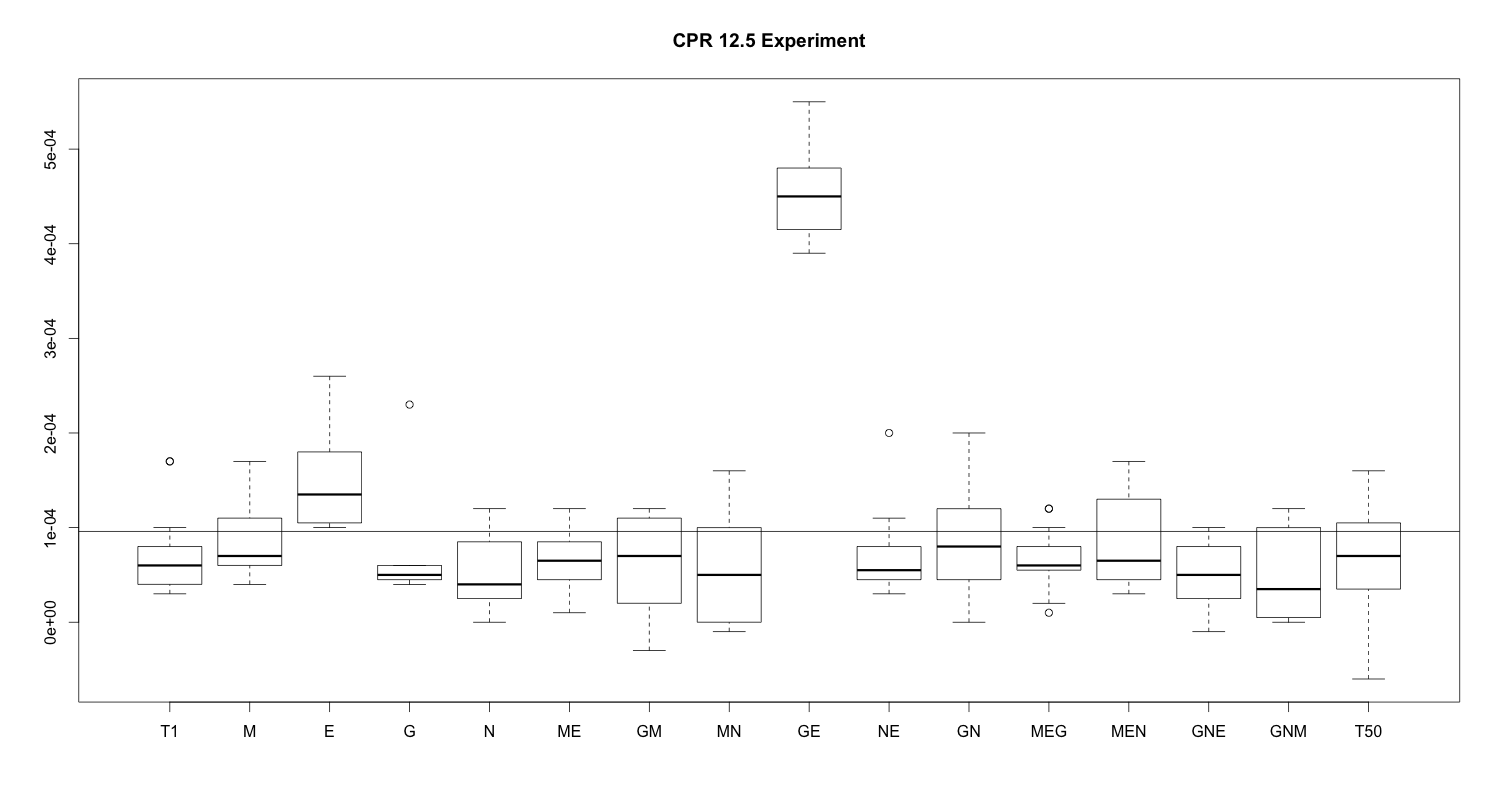 CPR 12.5 Experiment
5e-04
4e-04
3e-04
2e-04
1e-04
0e+00
T1 M E G N ME GM MN GE NE GN MEG MEN GNE GNM T50